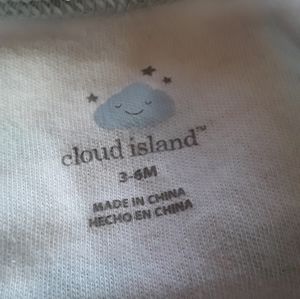 cloud island™
3-6M
MADE IN CHINA
HECHO EN CHINA